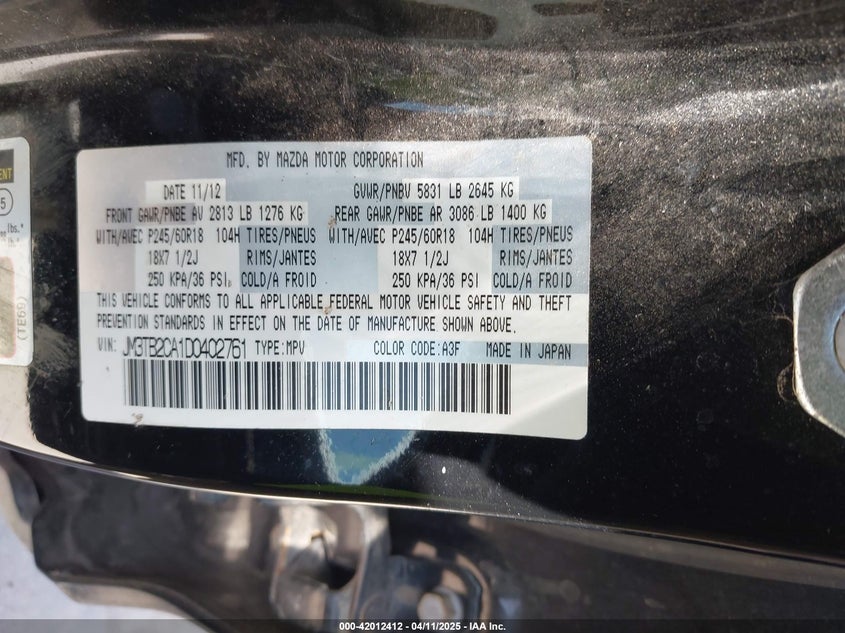 MFD. BY MAZDA MOTOR CORPORATION
DATE 11/12 GVWR/PNBV 5831 LB 2645 KG
FRONT GAWR/PNBE AV 2813 LB 1276 KG REAR GAWR/PNBE AR 3086 LB 1400 KG
WITH/AVEC P245/60R18 104H TIRES/PNEUS WITH/AVEC P245/60R18 104H TIRES/PNEUS
18X7 1/2J RIMS/JANTES 18X7 1/2J RIMS/JANTES
250 KPA/36 PSI, COLD/A FROID 250 KPA/36 PSI COLD/A FROID
THIS VEHICLE CONFORMS TO ALL APPLICABLE FEDERAL MOTOR VEHICLE SAFETY AND THEFT
PREVENTION STANDARDS IN EFFECT ON THE DATE OF MANUFACTURE SHOWN ABOVE.
VIN: JM3TB2CA1D0402761 TYPE:MPV COLOR CODE:A3F MADE IN JAPAN
5
lbs.*
lb.*
(TE69)
000-42012412 - 04/11/2025 - IAA Inc.